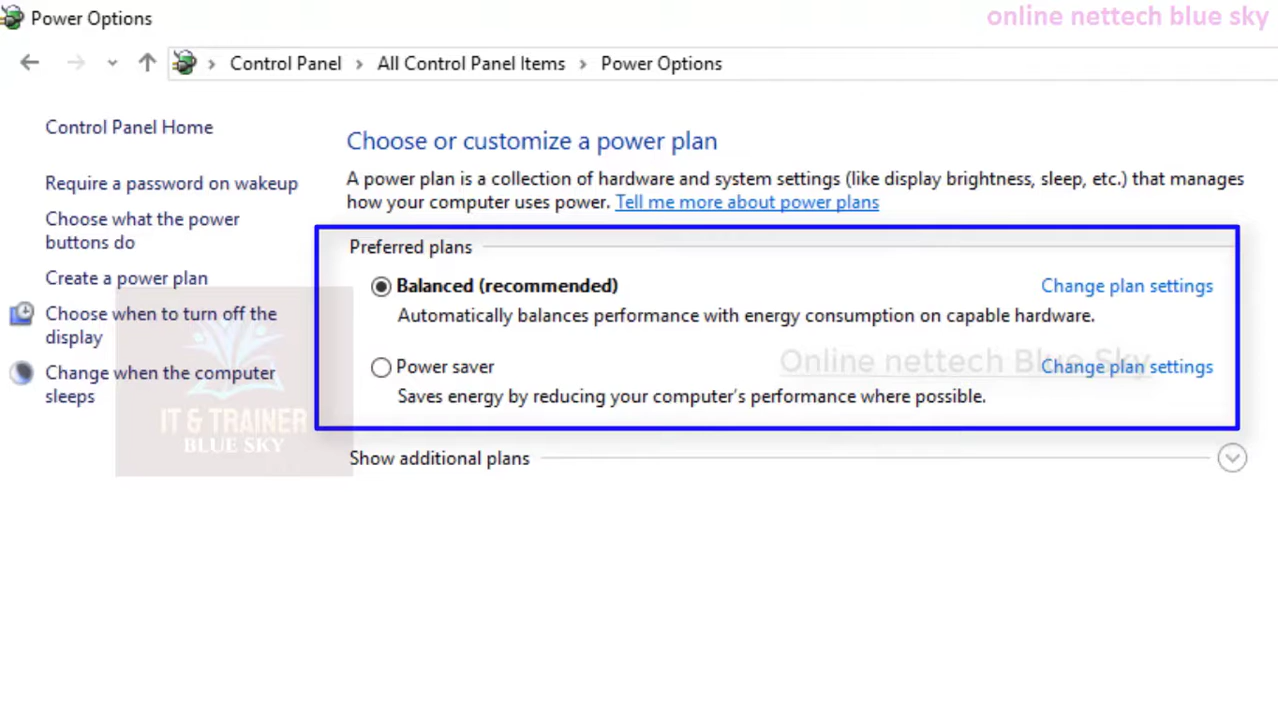 Power Options
online nettech blue sky
Control Panel > All Control Panel Items > Power Options
Control Panel Home
Require a password on wakeup
Choose what the power
buttons do
Create a power plan
Choose when to turn off the
display
Change when the computer
sleeps
IT & TRAINER
BLUE SKY
Choose or customize a power plan
A power plan is a collection of hardware and system settings (like display brightness, sleep, etc.) that manages
how your computer uses power. Tell me more about power plans
Preferred plans
Balanced (recommended) Change plan settings
Automatically balances performance with energy consumption on capable hardware.
Online nettech Blue Sky
Power saver Change plan settings
Saves energy by reducing your computer's performance where possible.
Show additional plans